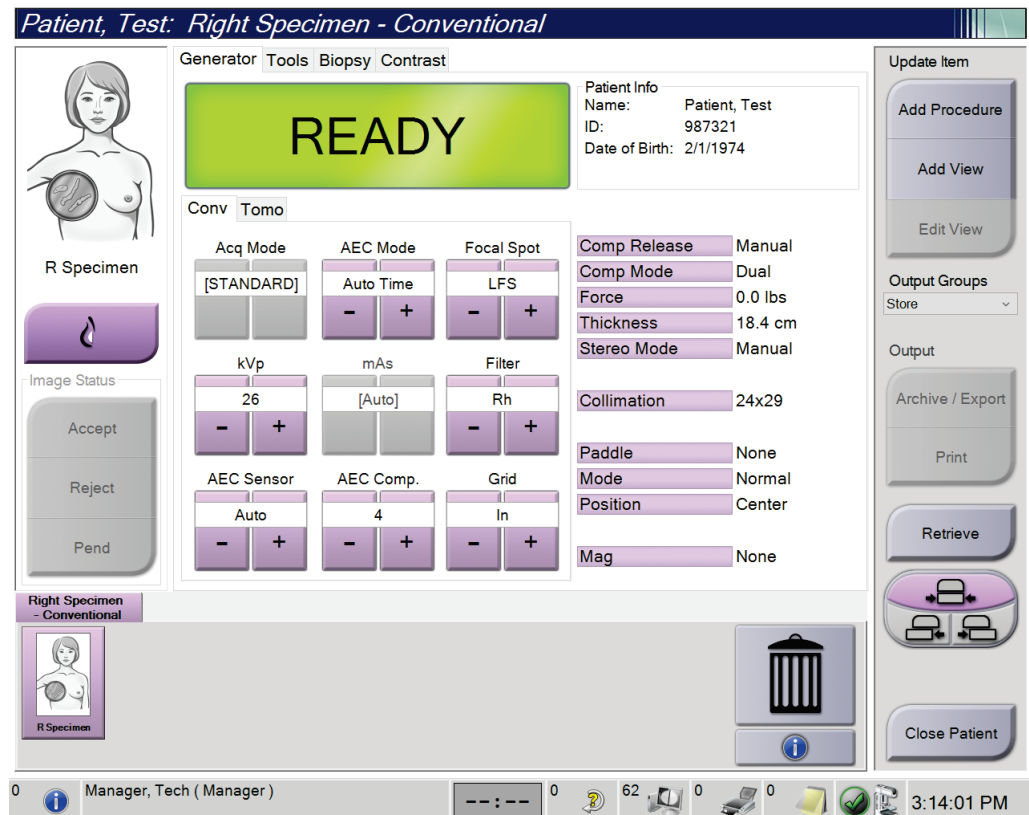 Patient, Test: Right Specimen - Conventional
Generator Tools Biopsy Contrast
READY
Patient Info
Name: Patient, Test
ID: 987321
Date of Birth: 2/1/1974
R Specimen
Image Status
Accept
Reject
Pend
Conv Tomo
Acq Mode AEC Mode Focal Spot
[STANDARD] Auto Time LFS
- + - +
kVp mAs Filter
26 [Auto] Rh
- + - +
AEC Sensor AEC Comp. Grid
Auto 4 In
- + - + - +
Comp Release Manual
Comp Mode Dual
Force 0.0 lbs
Thickness 18.4 cm
Stereo Mode Manual
Collimation 24x29
Paddle None
Mode Normal
Position Center
Mag None
Update Item
Add Procedure
Add View
Edit View
Output Groups
Store
Output
Archive / Export
Print
Retrieve
Close Patient
Right Specimen
- Conventional
R Specimen
0 Manager, Tech ( Manager ) --:-- 0 62 0 0 3:14:01 PM